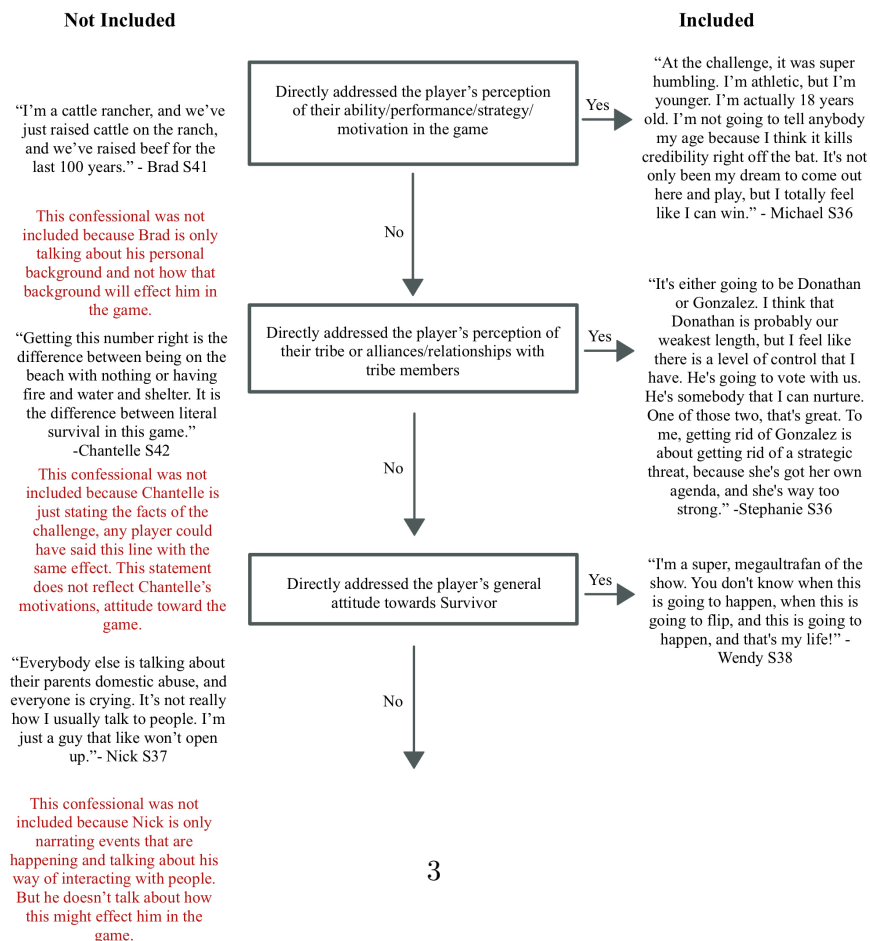 Not Included
Included
“I’m a cattle rancher, and we’ve
just raised cattle on the ranch,
and we’ve raised beef for the
last 100 years.” - Brad S41
This confessional was not
included because Brad is only
talking about his personal
background and not how that
background will effect him in
the game.
“Getting this number right is the
difference between being on the
beach with nothing or having
fire and water and shelter. It is
the difference between literal
survival in this game.”
-Chantelle S42
This confessional was not
included because Chantelle is
just stating the facts of the
challenge, any player could
have said this line with the
same effect. This statement
does not reflect Chantelle’s
motivations, attitude toward the
game.
“Everybody else is talking about
their parents domestic abuse, and
everyone is crying. It’s not really
how I usually talk to people. I’m
just a guy that like won’t open
up.”- Nick S37
This confessional was not
included because Nick is only
narrating events that are
happening and talking about his
way of interacting with people.
But he doesn’t talk about how
this might effect him in the
game.
Directly addressed the player’s perception
of their ability/performance/strategy/
motivation in the game
Yes
No
Directly addressed the player’s perception of
their tribe or alliances/relationships with
tribe members
Yes
No
Directly addressed the player’s general
attitude towards Survivor
Yes
No
“At the challenge, it was super
humbling. I’m athletic, but I’m
younger. I’m actually 18 years
old. I’m not going to tell anybody
my age because I think it kills
credibility right off the bat. It's not
only been my dream to come out
here and play, but I totally feel
like I can win.” - Michael S36
“It's either going to be Donathan
or Gonzalez. I think that
Donathan is probably our
weakest length, but I feel like
there is a level of control that I
have. He's going to vote with us.
He's somebody that I can nurture.
One of those two, that's great. To
me, getting rid of Gonzalez is
about getting rid of a strategic
threat, because she's got her own
agenda, and she's way too
strong.” -Stephanie S36
“I'm a super, megaultrafan of the
show. You don't know when this
is going to happen, when this is
going to flip, and this is going to
happen, and that's my life!” -
Wendy S38
3